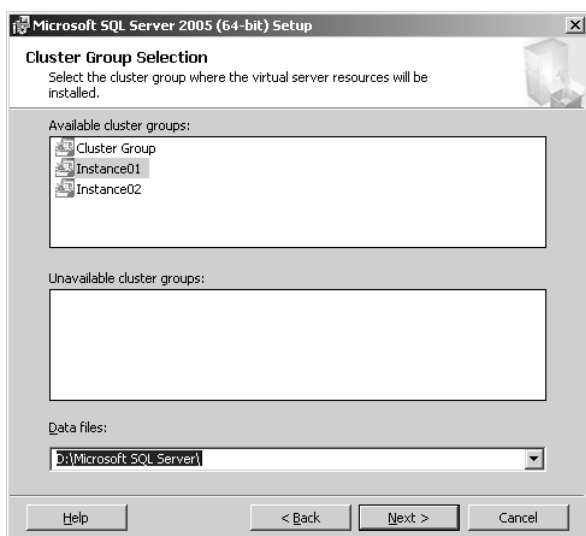 Microsoft SQL Server 2005 (64-bit) Setup
Cluster Group Selection
Select the cluster group where the virtual server resources will be
installed.
Available cluster groups:
Cluster Group
Instance01
Instance02
Unavailable cluster groups:
Data files:
D:\Microsoft SQL Server\
Help
< Back
Next >
Cancel